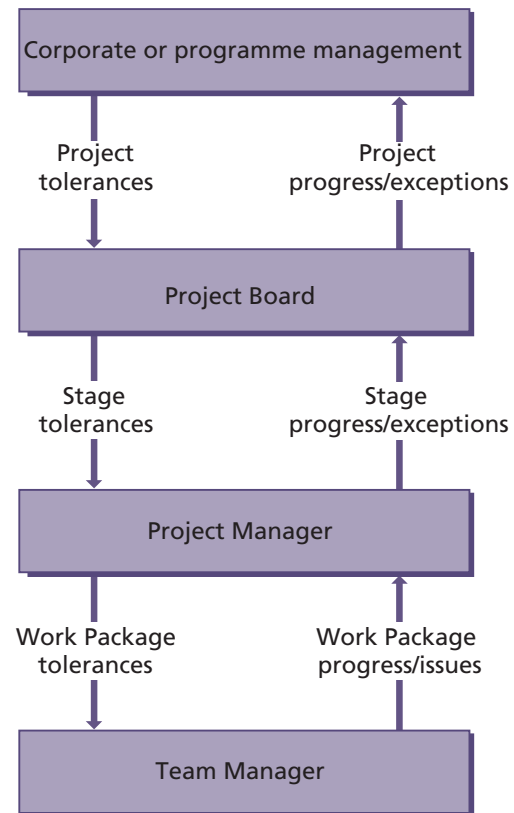 Corporate or programme management
Project
tolerances
Project
progress/exceptions
Project Board
Stage
tolerances
Stage
progress/exceptions
Project Manager
Work Package
tolerances
Work Package
progress/issues
Team Manager